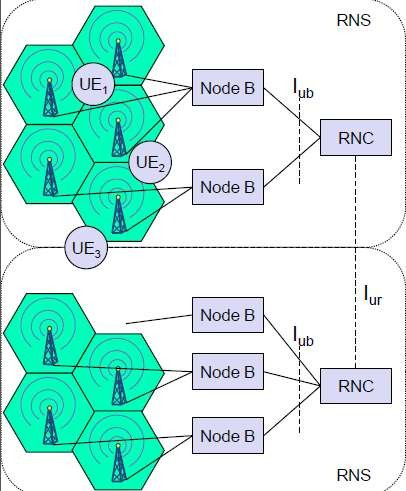 RNS
UE1
Node B
Iub
RNC
UE2
Node B
UE3
Iur
Node B
Iub
Node B
RNC
Node B
RNS